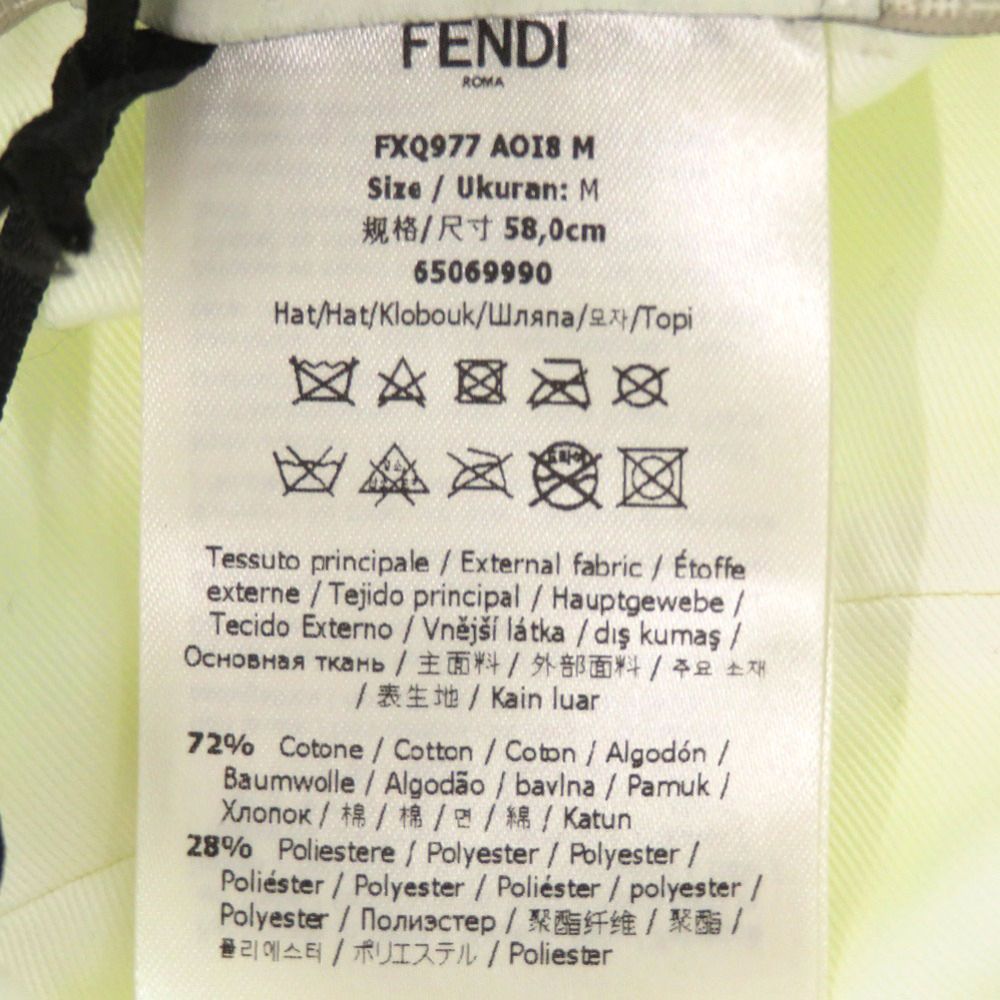 FENDI
ROMA
FXQ977 AOI8 M
Size / Ukuran: M
规格/尺寸 58,0cm
65069990
Hat/Hat/Klobouk/Шляпа/모자/Topi
드라이
Tessuto principale / External fabric / Étoffe
externe / Tejido principal / Hauptgewebe /
Tecido Externo / Vnější látka / dış kumaş /
Основная ткань / 主面料 / 外部面料 / 주요 소재
/ 表生地 / Kain luar
72% Cotone / Cotton / Coton / Algodón /
Baumwolle / Algodão / bavlna / Pamuk /
Хлопок / 棉 / 棉 / 면 / 綿 / Katun
28% Poliestere / Polyester / Polyester /
Poliéster / Polyester / Poliéster / polyester /
Polyester / Полиэстер / 聚酯纤维 / 聚酯 /
폴리에스터 / ポリエステル / Poliester